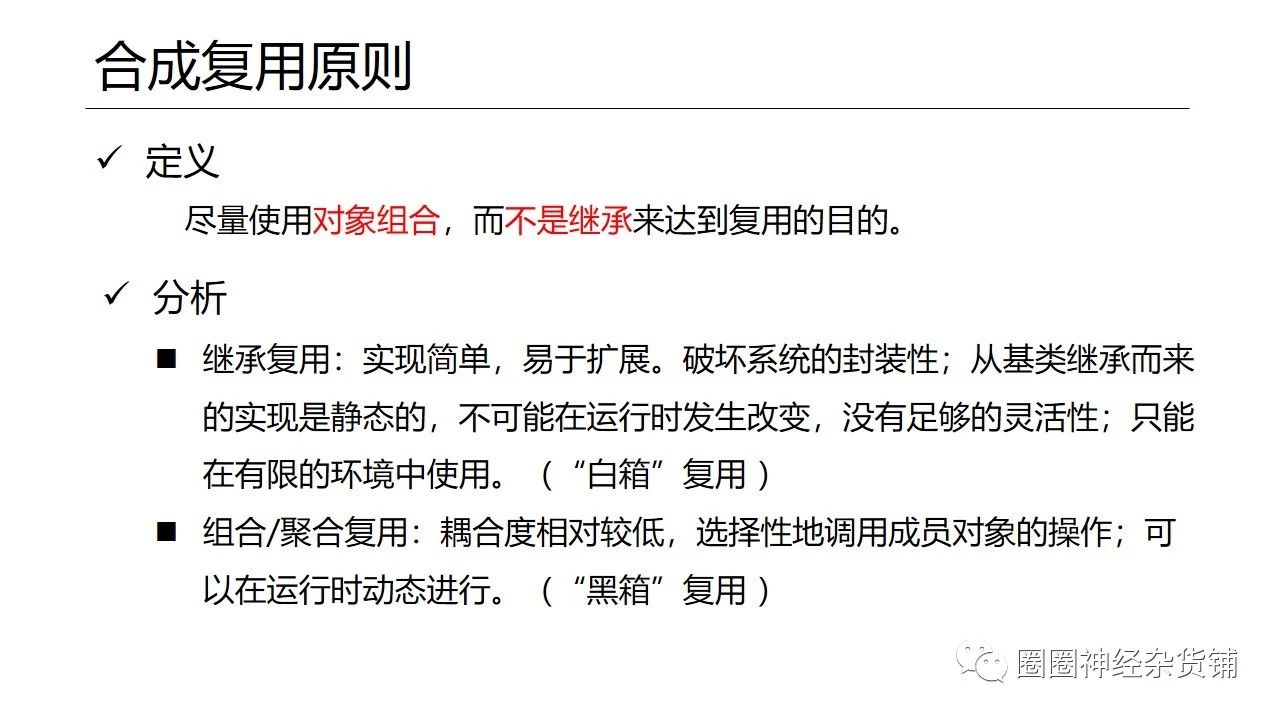 合成复用原则
✓ 定义
尽量使用对象组合，而不是继承来达到复用的目的。
✓ 分析
■ 继承复用：实现简单，易于扩展。破坏系统的封装性；从基类继承而来
的实现是静态的，不可能在运行时发生改变，没有足够的灵活性；只能
在有限的环境中使用。（“白箱”复用 ）
■ 组合/聚合复用：耦合度相对较低，选择性地调用成员对象的操作；可
以在运行时动态进行。（“黑箱”复用 ）
圈圈神经杂货铺